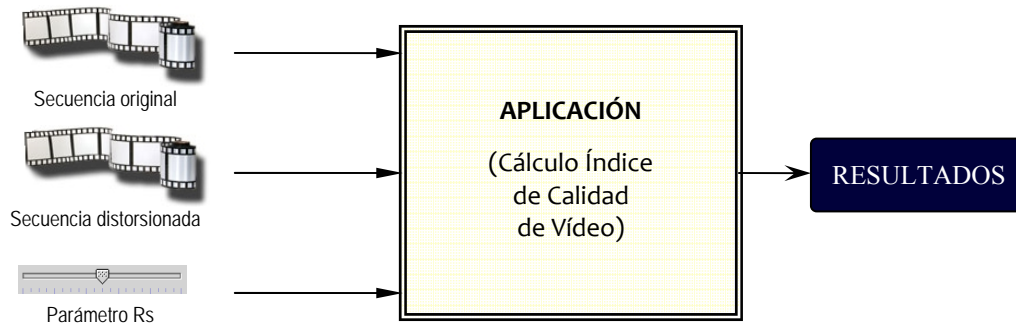 Secuencia original
Secuencia distorsionada
Parámetro Rs
APLICACIÓN
(Cálculo Índice
de Calidad
de Vídeo)
RESULTADOS